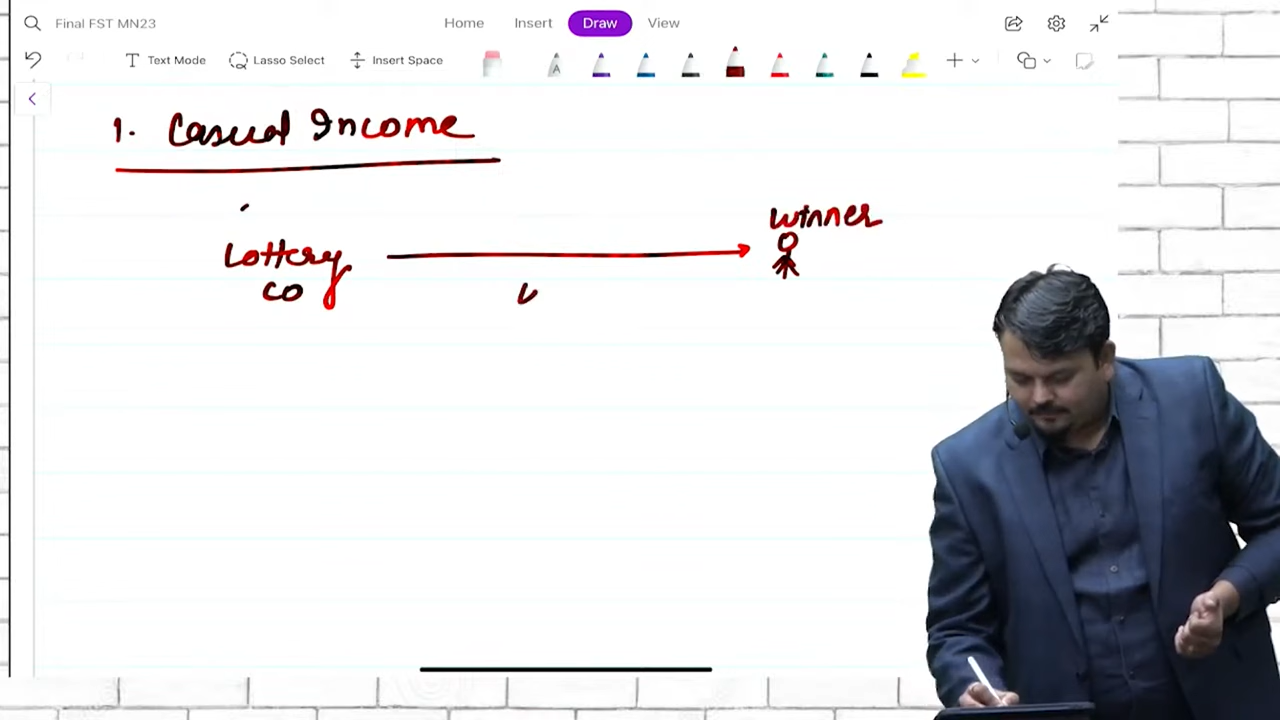 Final FST MN23
Home Insert Draw View
Text Mode Lasso Select Insert Space
A
1. Casual Income
winner
Lottery
CO